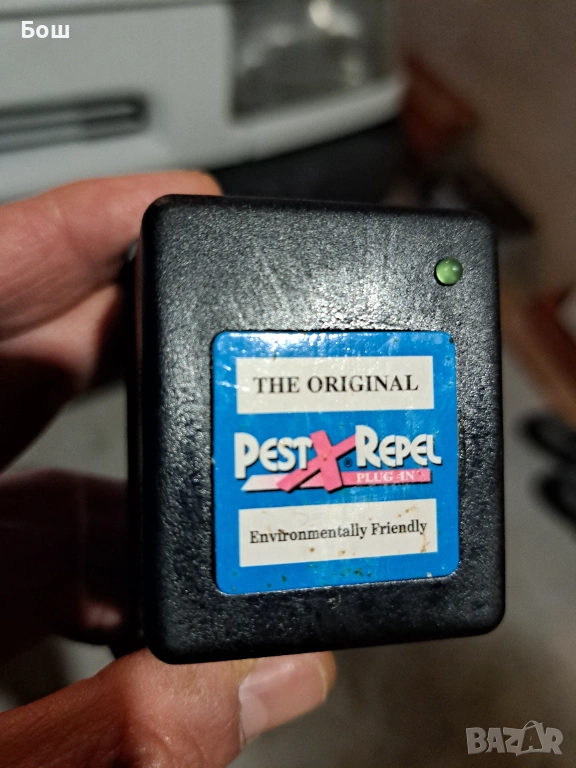 Бош
THE ORIGINAL
PEST X REPEL®
PLUG-IN
Environmentally Friendly
BAZAR